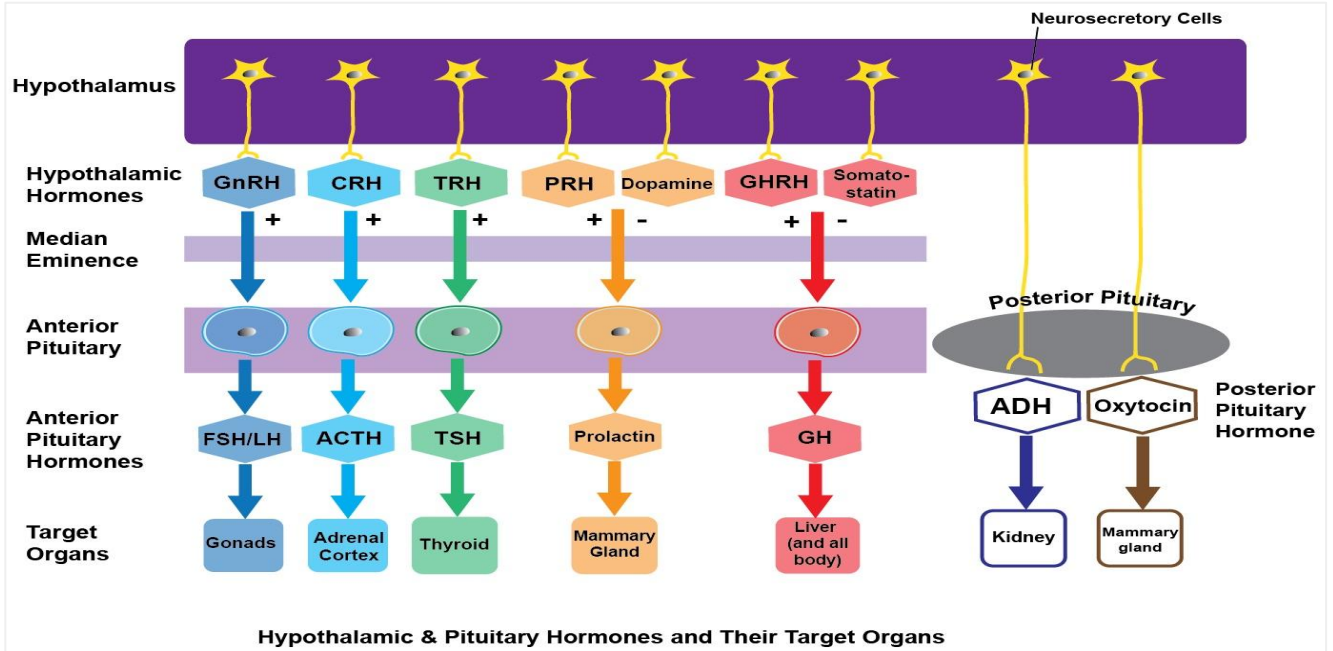 Neurosecretory Cells
Hypothalamus
Hypothalamic
Hormones
GnRH
CRH
TRH
PRH
Dopamine
GHRH
Somato-
statin
+
+
+
+
-
+
-
Median
Eminence
Posterior Pituitary
Anterior
Pituitary
Anterior
Pituitary
Hormones
FSH/LH
ACTH
TSH
Prolactin
GH
ADH
Oxytocin
Posterior
Pituitary
Hormone
Target
Organs
Gonads
Adrenal
Cortex
Thyroid
Mammary
Gland
Liver
(and all
body)
Kidney
Mammary
gland
Hypothalamic & Pituitary Hormones and Their Target Organs